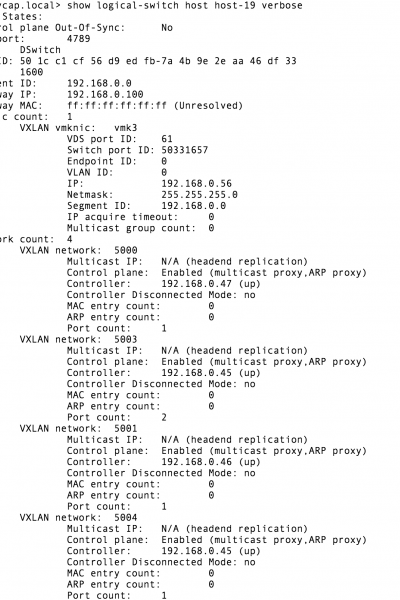 vcap.local> show logical-switch host host-19 verbose
States:
rol plane Out-Of-Sync: No
port: 4789
DSwitch
ID: 50 1c c1 cf 56 d9 ed fb-7a 4b 9e 2e aa 46 df 33
1600
ent ID: 192.168.0.0
way IP: 192.168.0.100
way MAC: ff:ff:ff:ff:ff:ff (Unresolved)
c count: 1
VXLAN vmknic: vmk3
VDS port ID: 61
Switch port ID: 50331657
Endpoint ID: 0
VLAN ID: 0
IP: 192.168.0.56
Netmask: 255.255.255.0
Segment ID: 192.168.0.0
IP acquire timeout: 0
Multicast group count: 0
ork count: 4
VXLAN network: 5000
Multicast IP: N/A (headend replication)
Control plane: Enabled (multicast proxy,ARP proxy)
Controller: 192.168.0.47 (up)
Controller Disconnected Mode: no
MAC entry count: 0
ARP entry count: 0
Port count: 1
VXLAN network: 5003
Multicast IP: N/A (headend replication)
Control plane: Enabled (multicast proxy,ARP proxy)
Controller: 192.168.0.45 (up)
Controller Disconnected Mode: no
MAC entry count: 0
ARP entry count: 0
Port count: 2
VXLAN network: 5001
Multicast IP: N/A (headend replication)
Control plane: Enabled (multicast proxy,ARP proxy)
Controller: 192.168.0.46 (up)
Controller Disconnected Mode: no
MAC entry count: 0
ARP entry count: 0
Port count: 1
VXLAN network: 5004
Multicast IP: N/A (headend replication)
Control plane: Enabled (multicast proxy,ARP proxy)
Controller: 192.168.0.45 (up)
Controller Disconnected Mode: no
MAC entry count: 0
ARP entry count: 0
Port count: 1